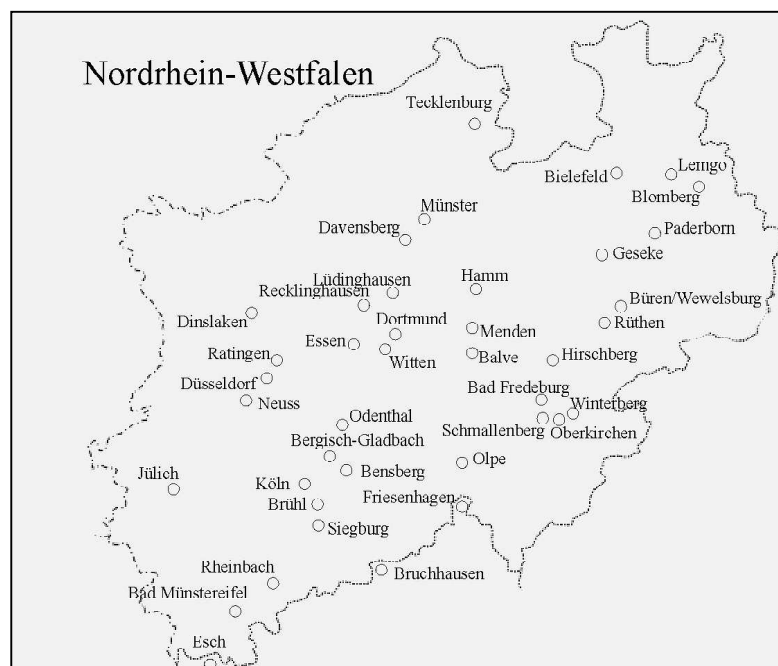 Nordrhein-Westfalen
Tecklenburg
Bielefeld
Lemgo
Blomberg
Münster
Davensberg
Paderborn
Geseke
Lüdinghausen
Hamm
Recklinghausen
Büren/Wewelsburg
Dinslaken
Dortmund
Menden
Rüthen
Essen
Witten
Ratingen
Balve
Hirschberg
Düsseldorf
Bad Fredeburg
Neuss
Winterberg
Odenthal
Schmallenberg
Oberkirchen
Bergisch-Gladbach
Olpe
Jülich
Bensberg
Köln
Friesenhagen
Brühl
Siegburg
Rheinbach
Bruchhausen
Bad Münstereifel
Esch